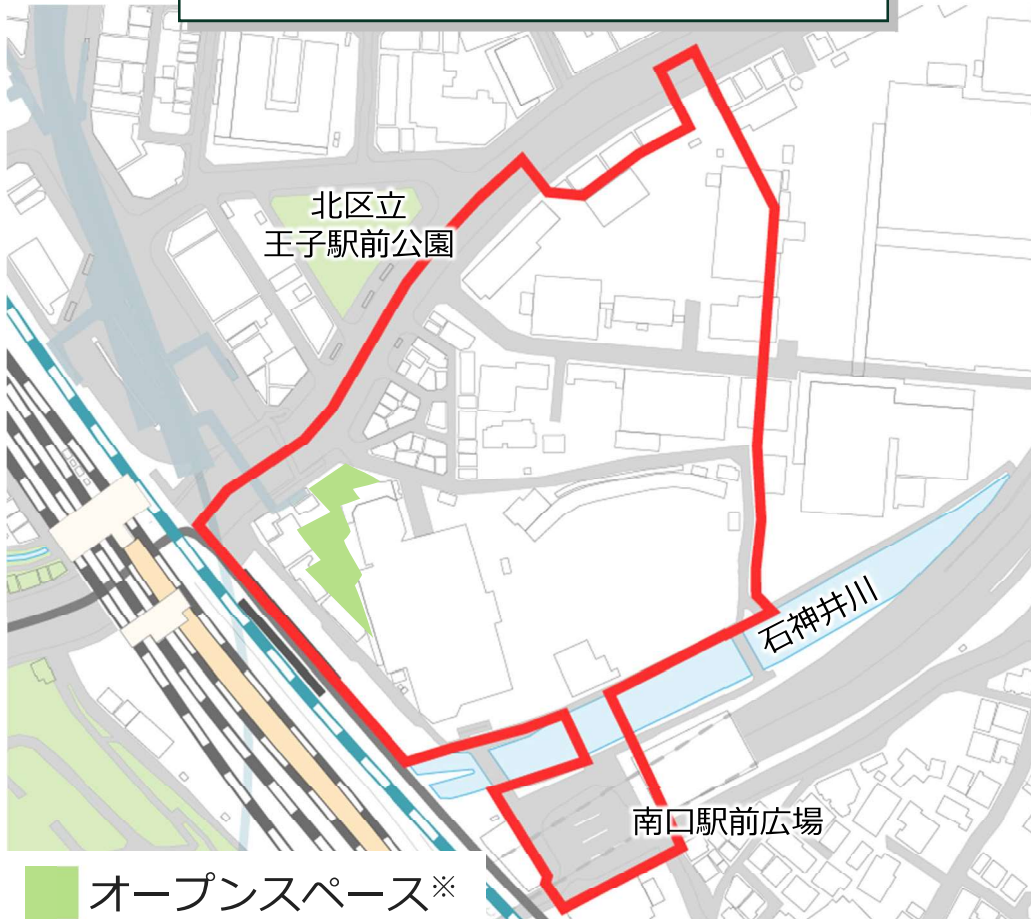 北区立
王子駅前公園
石神井川
南口駅前広場
オープンスペース※